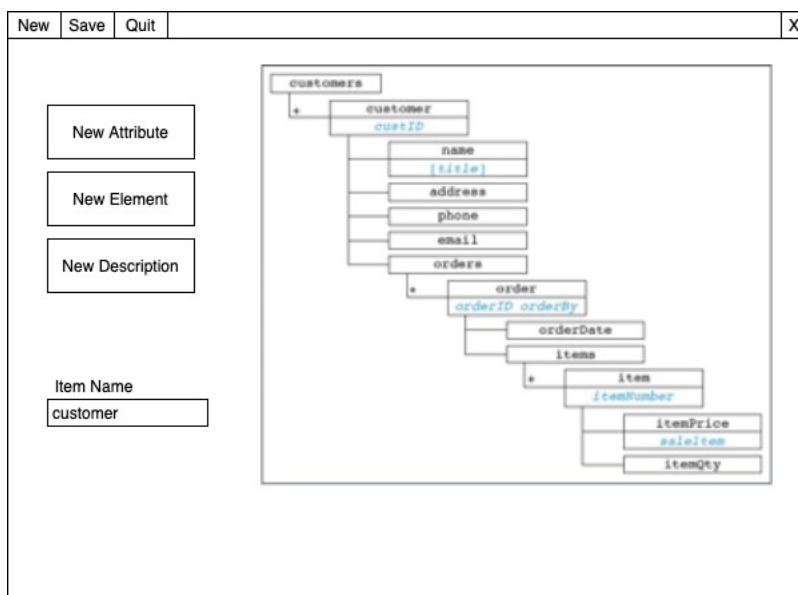 New Save Quit X
New Attribute
New Element
New Description
Item Name
customer
customers
+ customer
custID
name
[title]
address
phone
email
orders
* order
orderID orderBy
orderDate
items
+ item
itemNumber
itemPrice
saleItem
itemQty